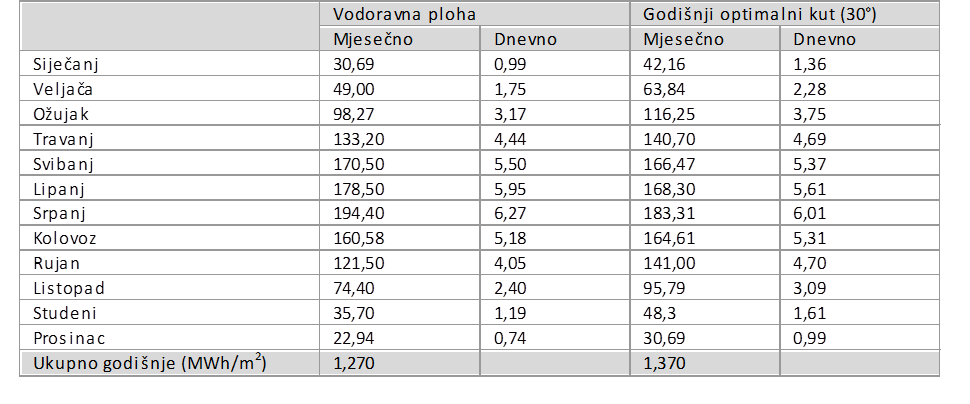 Vodoravna ploha Godišnji optimalni kut (30°)
Mjesečno Dnevno Mjesečno Dnevno
Siječanj 30,69 0,99 42,16 1,36
Veljača 49,00 1,75 63,84 2,28
Ožujak 98,27 3,17 116,25 3,75
Travanj 133,20 4,44 140,70 4,69
Svibanj 170,50 5,50 166,47 5,37
Lipanj 178,50 5,95 168,30 5,61
Srpanj 194,40 6,27 183,31 6,01
Kolovoz 160,58 5,18 164,61 5,31
Rujan 121,50 4,05 141,00 4,70
Listopad 74,40 2,40 95,79 3,09
Studeni 35,70 1,19 48,3 1,61
Prosinac 22,94 0,74 30,69 0,99
Ukupno godišnje (MWh/m²) 1,270 1,370